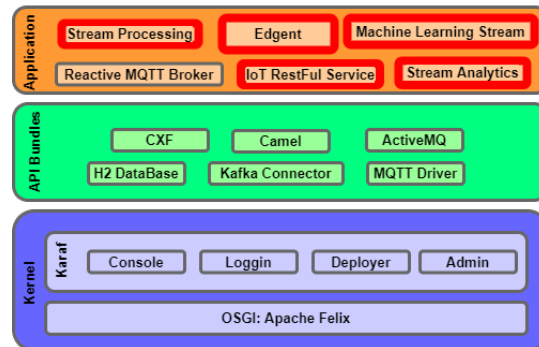 Application
Stream Processing
Edgent
Machine Learning Stream
Reactive MQTT Broker
IoT RestFul Service
Stream Analytics
API Bundles
CXF
Camel
ActiveMQ
H2 DataBase
Kafka Connector
MQTT Driver
Kernel
Karaf
Console
Loggin
Deployer
Admin
OSGI: Apache Felix